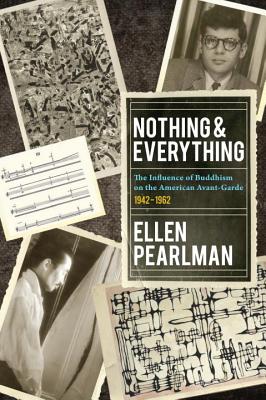 NOTHING &
EVERYTHING
The Influence of Buddhism
on the American Avant-Garde
1942–1962
ELLEN
PEARLMAN